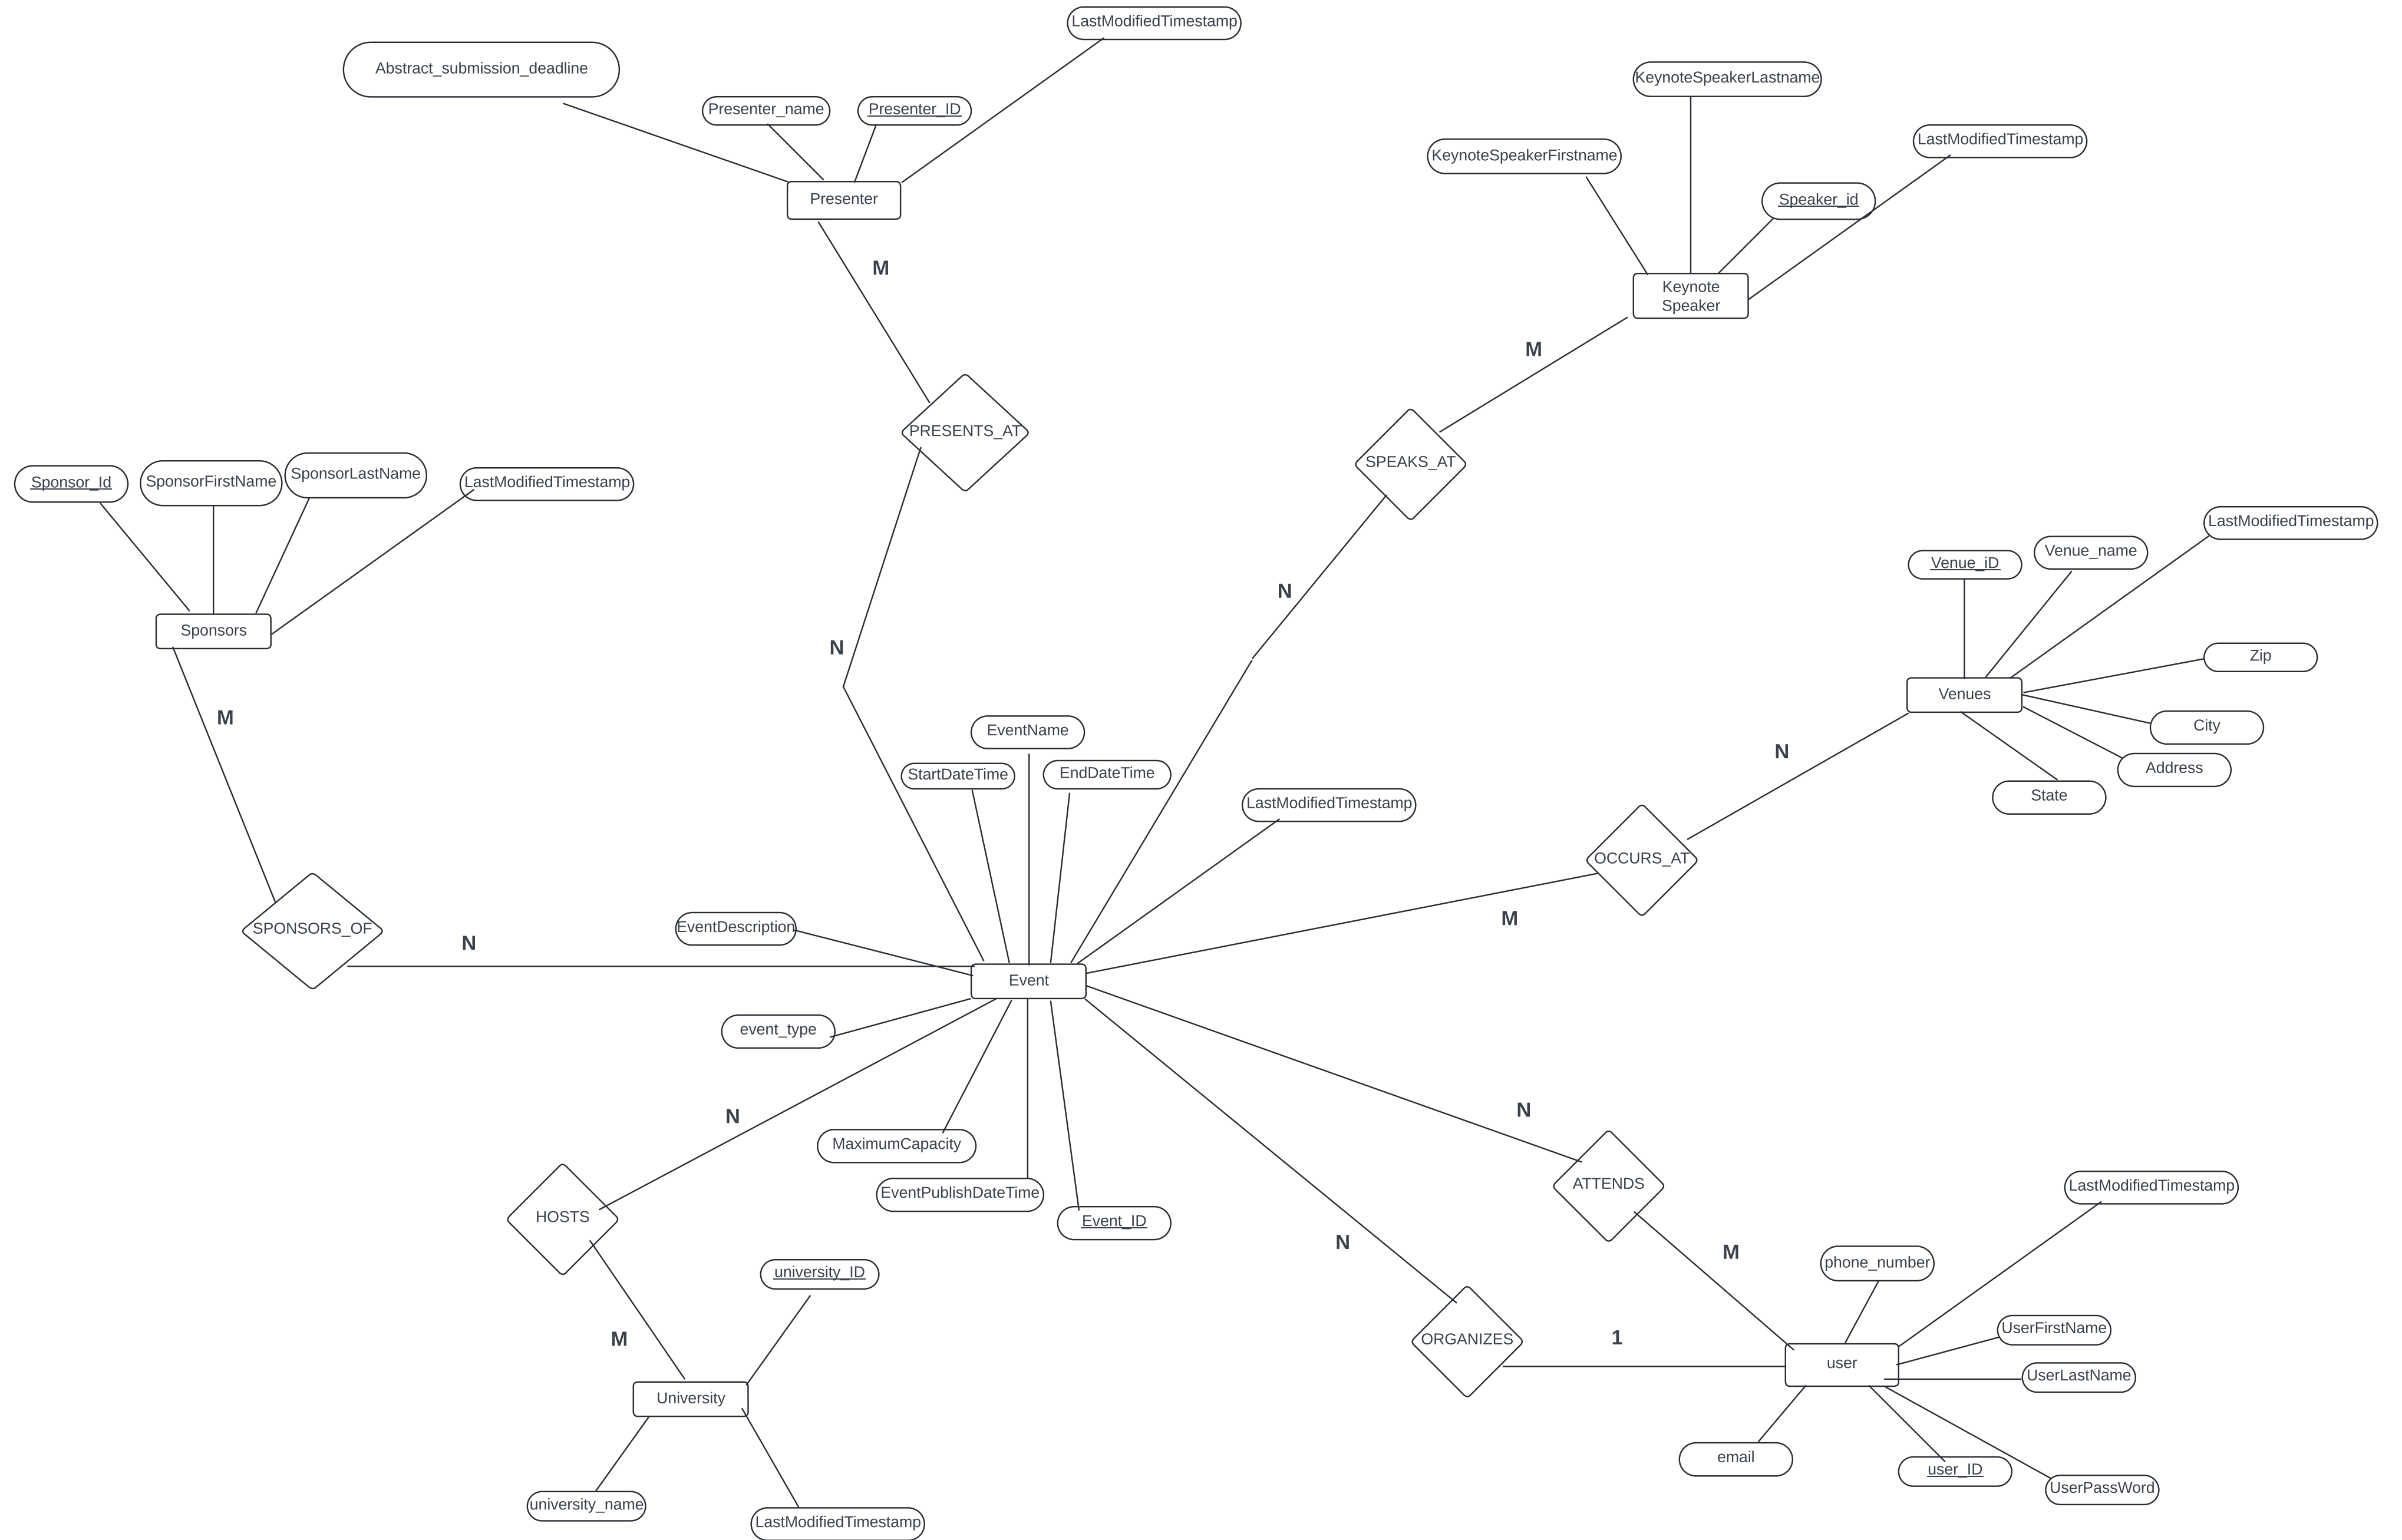 LastModifiedTimestamp
Abstract_submission_deadline
Presenter_name
Presenter_ID
Presenter
M
PRESENTS_AT
N
KeynoteSpeakerLastname
KeynoteSpeakerFirstname
LastModifiedTimestamp
Speaker_id
Keynote
Speaker
M
SPEAKS_AT
N
Sponsor_Id
SponsorFirstName
SponsorLastName
LastModifiedTimestamp
Sponsors
M
SPONSORS_OF
N
LastModifiedTimestamp
Venue_iD
Venue_name
Zip
Venues
City
Address
State
N
OCCURS_AT
M
EventName
StartDateTime
EndDateTime
LastModifiedTimestamp
EventDescription
Event
event_type
MaximumCapacity
EventPublishDateTime
Event_ID
N
HOSTS
M
university_ID
University
university_name
LastModifiedTimestamp
N
ATTENDS
M
N
ORGANIZES
1
LastModifiedTimestamp
phone_number
UserFirstName
user
UserLastName
email
user_ID
UserPassWord